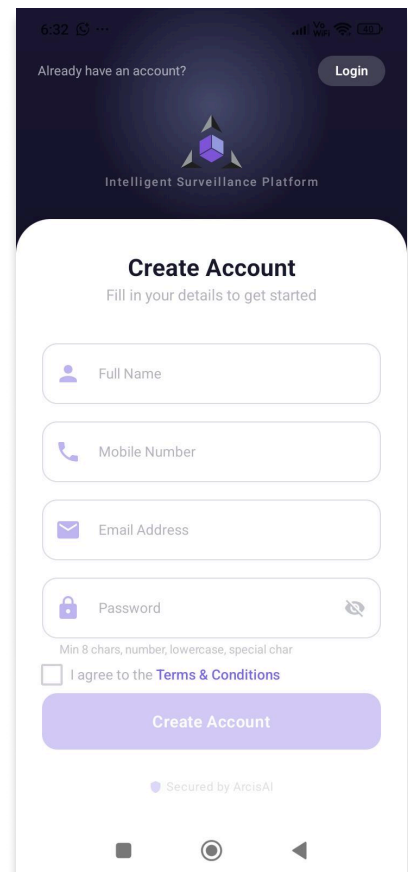 6:32
Vo
WiFi
Already have an account?
Login
Intelligent Surveillance Platform
Create Account
Fill in your details to get started
Full Name
Mobile Number
Email Address
Password
Min 8 chars, number, lowercase, special char
I agree to the Terms & Conditions
Create Account
Secured by ArcisAI